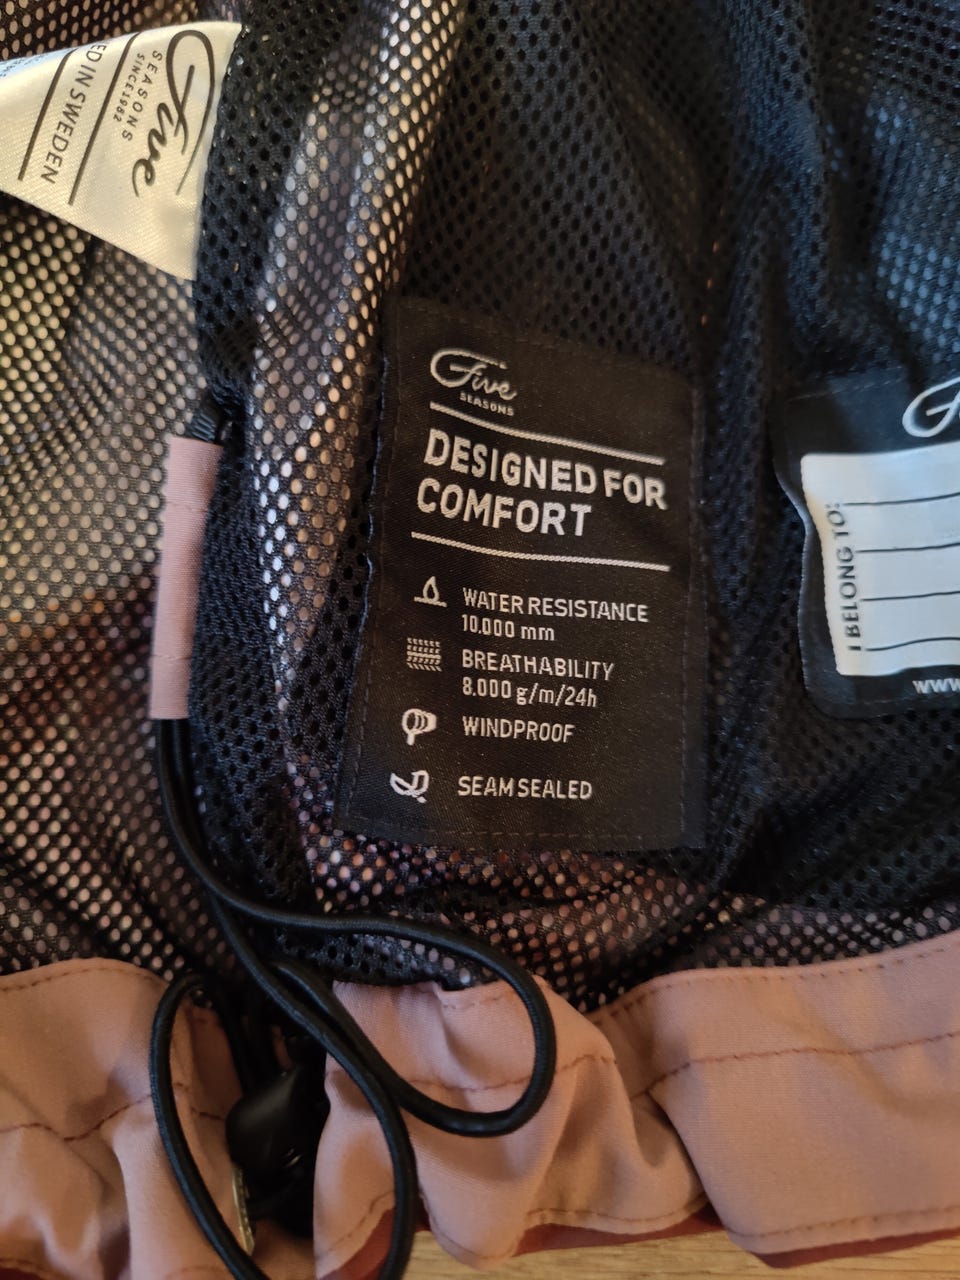 Five
SEASONS
SINCE1982
ED IN SWEDEN
Five
SEASONS
DESIGNED FOR
COMFORT
WATER RESISTANCE
10.000 mm
BREATHABILITY
8.000 g/m/24h
WINDPROOF
SEAM SEALED
I BELONG TO:
www.